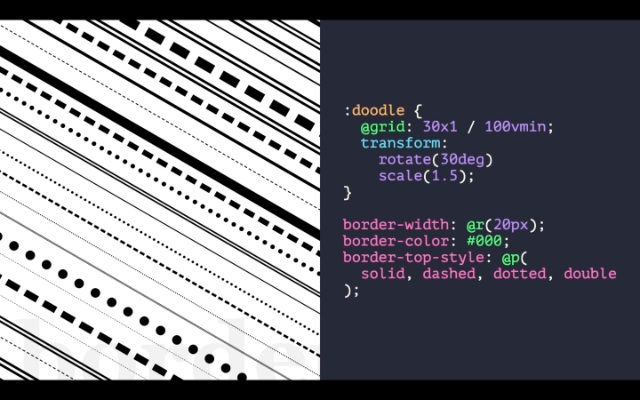 :doodle {
@grid: 30x1 / 100vmin;
transform:
rotate(30deg)
scale(1.5);
}
border-width: @r(20px);
border-color: #000;
border-top-style: @p(
solid, dashed, dotted, double
);